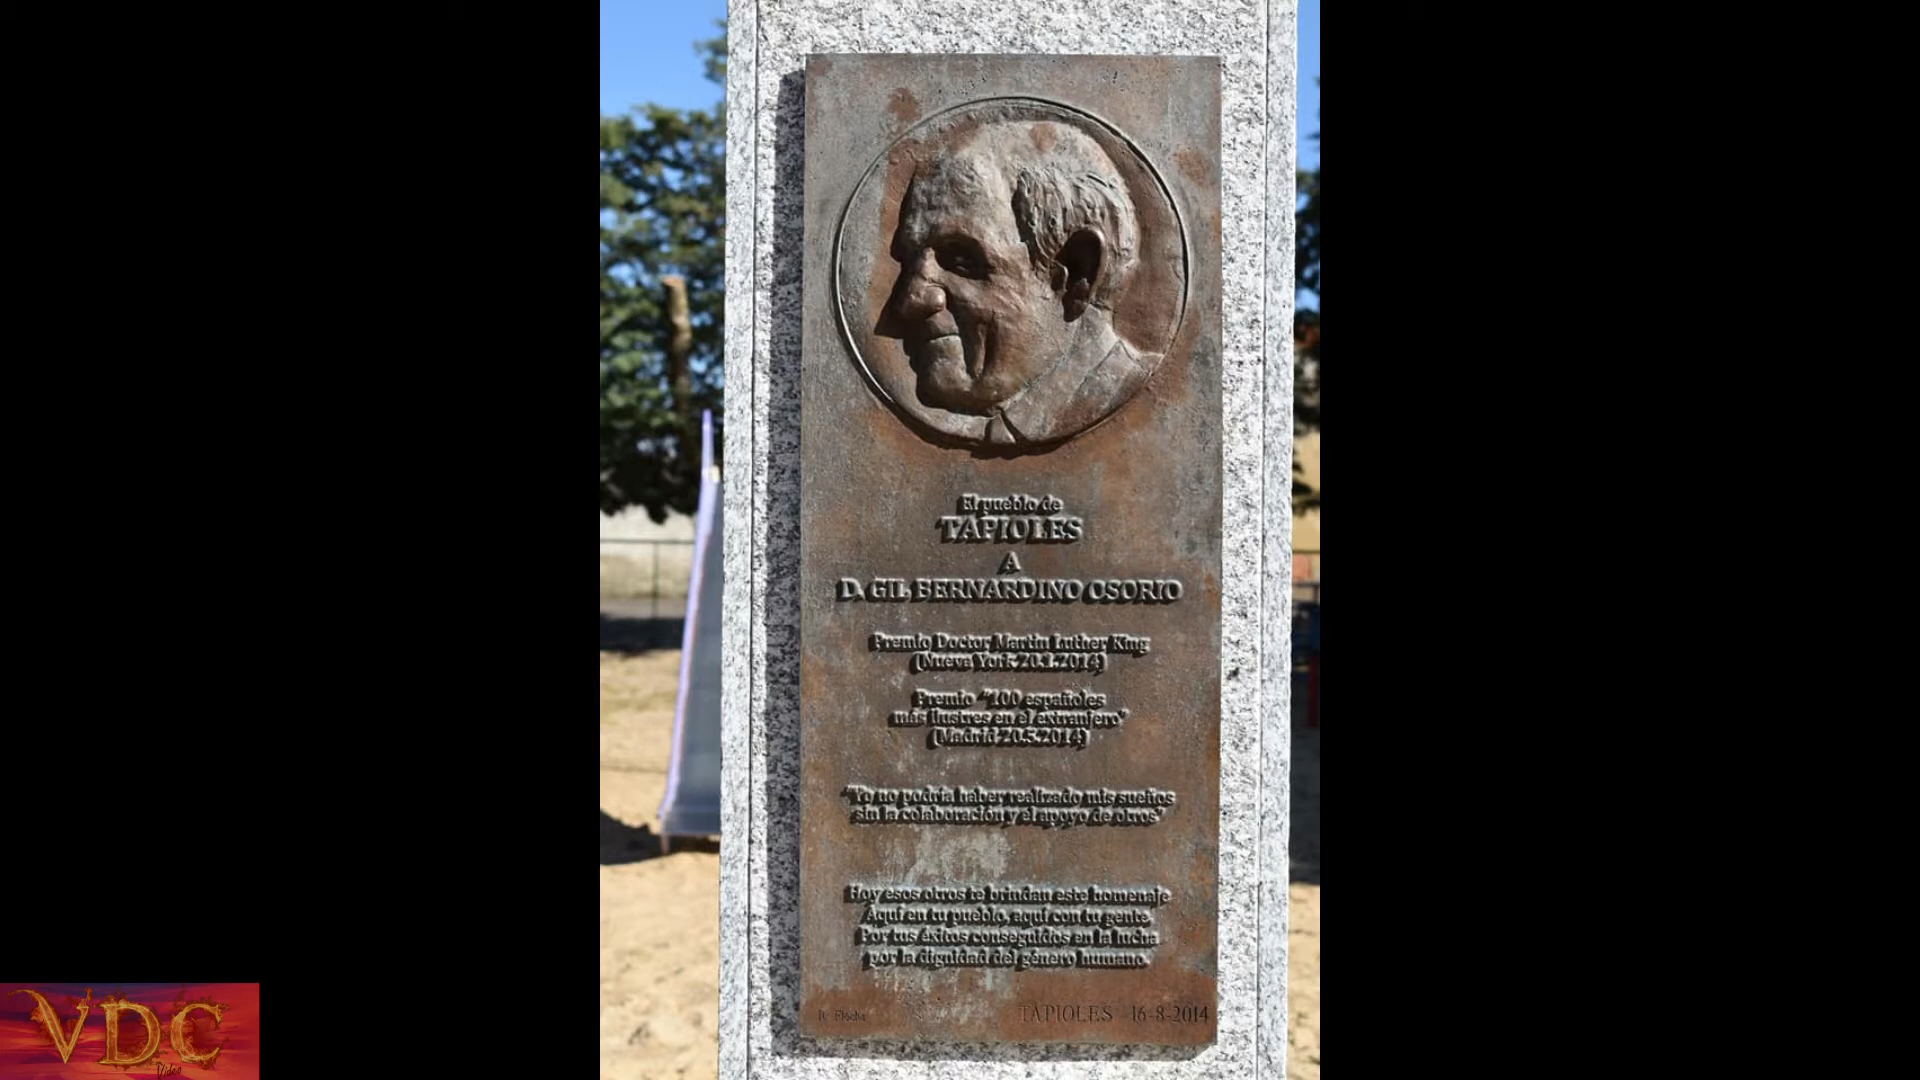 El pueblo de
TAPIOLES
A
D. GIL BERNARDINO OSORIO
Premio Doctor Martin Luther King
(Nueva York 20.1.2014)
Premio "100 españoles
más ilustres en el extranjero"
(Madrid 20.5.2014)
"Yo no podría haber realizado mis sueños
sin la colaboración y el apoyo de otros"
Hoy esos otros te brindan este homenaje
Aquí en tu pueblo, aquí con tu gente.
Por tus éxitos conseguidos en la lucha
por la dignidad del género humano.
TAPIOLES 16-8-2014
VDC
Video